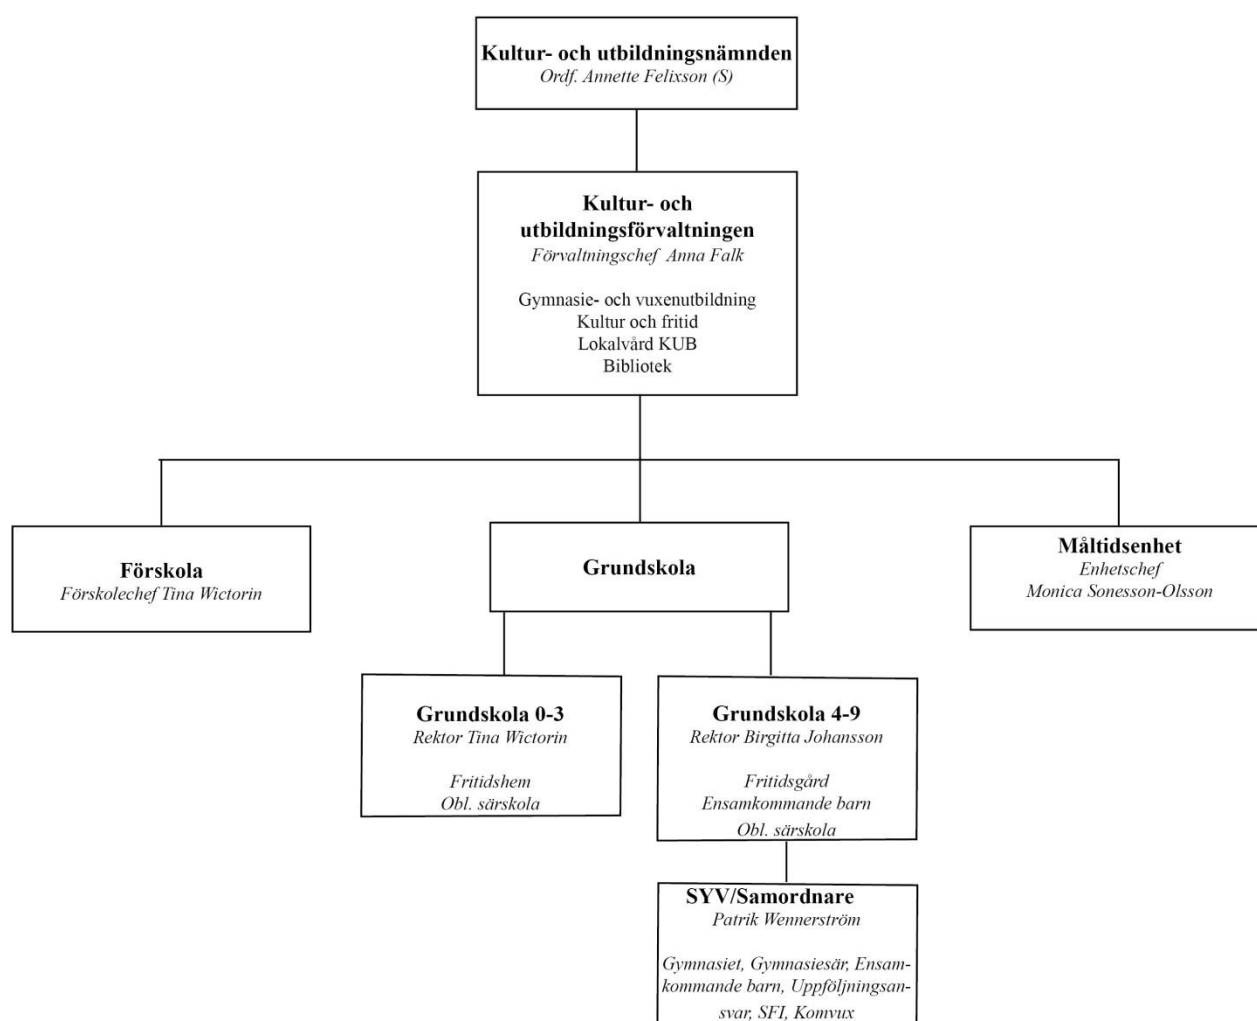 Kultur- och utbildningsnämnden
Ordf. Annette Felixson (S)
Kultur- och
utbildningsförvaltningen
Förvaltningschef Anna Falk
Gymnasie- och vuxenutbildning
Kultur och fritid
Lokalvård KUB
Bibliotek
Förskola
Förskolechef Tina Wictorin
Grundskola
Måltidsenhet
Enhetschef
Monica Sonesson-Olsson
Grundskola 0-3
Rektor Tina Wictorin
Fritidshem
Obl. särskola
Grundskola 4-9
Rektor Birgitta Johansson
Fritidsgård
Ensamkommande barn
Obl. särskola
SYV/Samordnare
Patrik Wennerström
Gymnasiet, Gymnasiesär, Ensam-
kommande barn, Uppföljningsan-
svar, SFI, Komvux